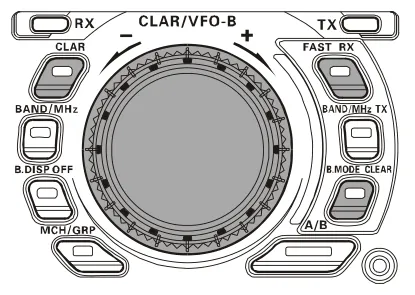 RX CLAR/VFO-B TX
− +
CLAR FAST RX
BAND/MHz BAND/MHz TX
B.DISP OFF B.MODE CLEAR
MCH/GRP A/B